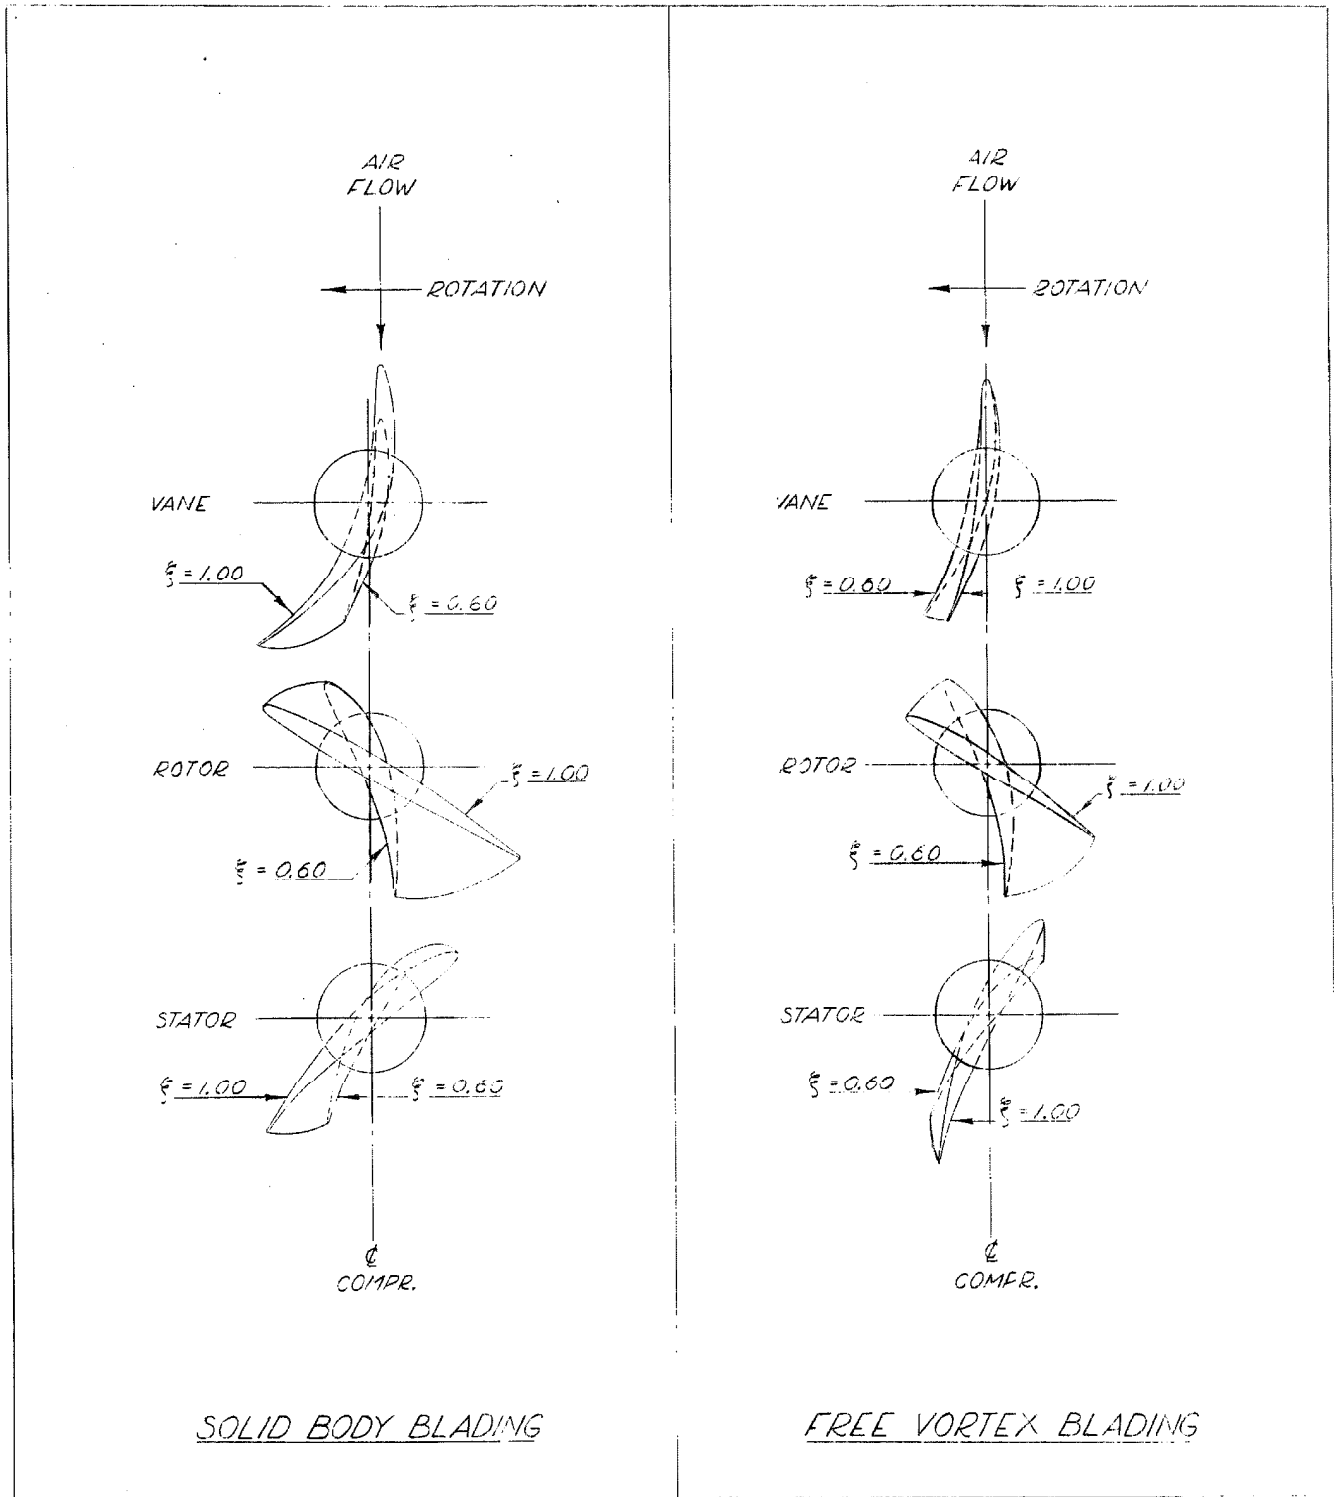 AIR
FLOW
ROTATION
VANE
ξ = 1.00
ξ = 0.60
ROTOR
ξ = 1.00
ξ = 0.60
STATOR
ξ = 1.00
ξ = 0.60
℄
COMPR.
SOLID BODY BLADING
AIR
FLOW
ROTATION
VANE
ξ = 0.60
ξ = 1.00
ROTOR
ξ = 1.00
ξ = 0.60
STATOR
ξ = 0.60
ξ = 1.00
℄
COMPR.
FREE VORTEX BLADING